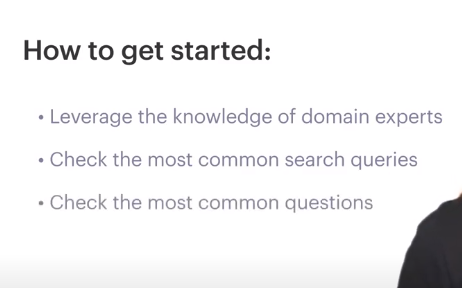 How to get started:
• Leverage the knowledge of domain experts
• Check the most common search queries
• Check the most common questions